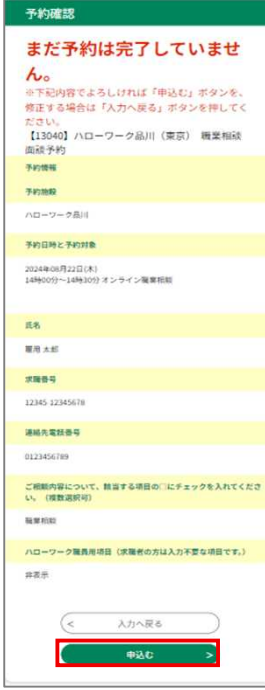 予約確認
まだ予約は完了していませ
ん。
※下記内容でよろしければ「申込む」ボタンを、
修正する場合は「入力へ戻る」ボタンを押してく
ださい。
【13040】ハローワーク品川（東京） 職業相談
面談予約
予約情報
予約施設
ハローワーク品川
予約日時と予約対象
2024年08月22日(木)
14時00分～14時30分 オンライン職業相談
氏名
雇用 太郎
求職番号
12345 12345678
連絡先電話番号
0123456789
ご相談内容について、該当する項目の□にチェックを入れてくださ
い。（複数選択可）
職業相談
ハローワーク職員用項目（求職者の方は入力不要な項目です。）
非表示
< 入力へ戻る
申込む >